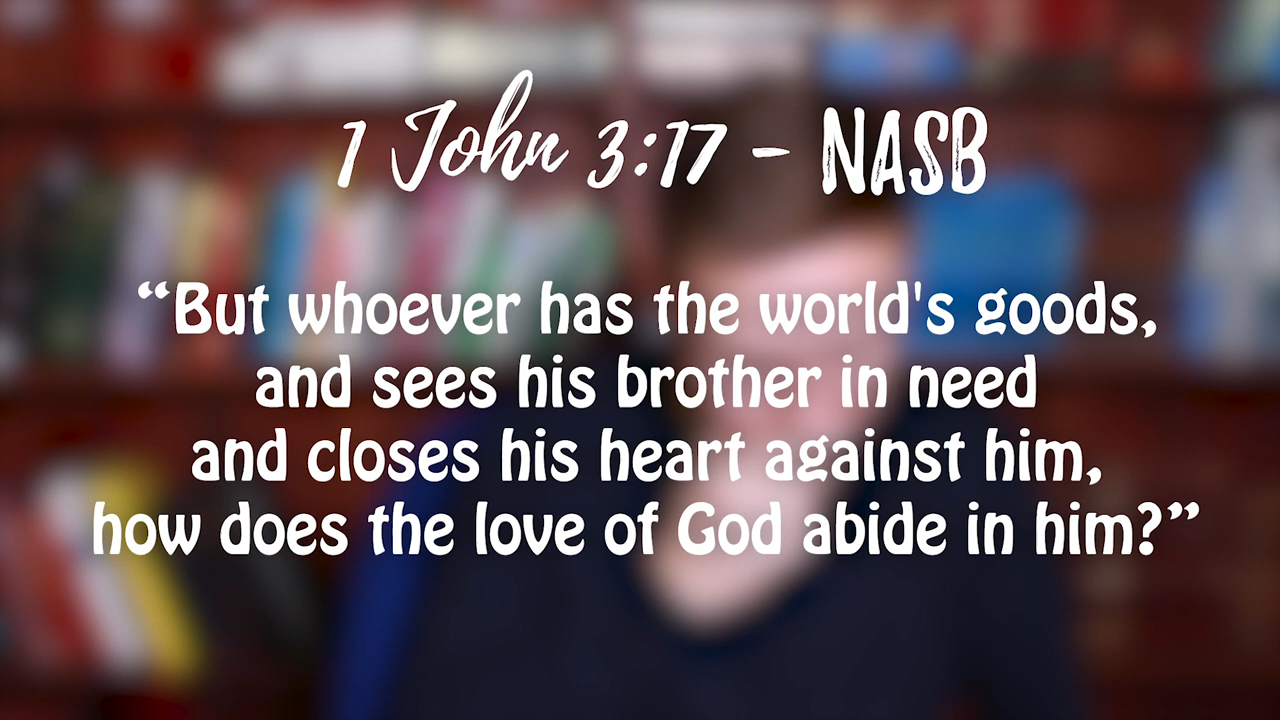 1 John 3:17 - NASB
“But whoever has the world's goods,
and sees his brother in need
and closes his heart against him,
how does the love of God abide in him?”